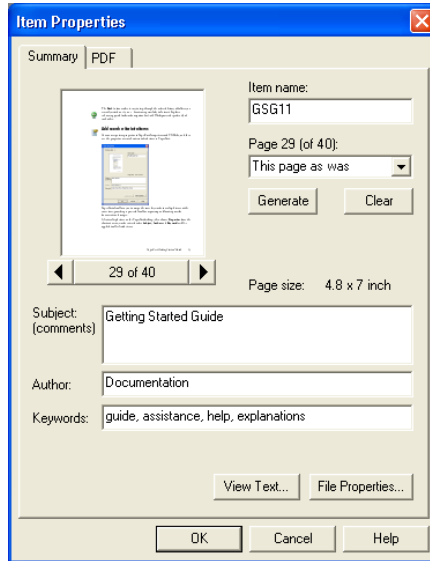 Item Properties
Summary
PDF
Item name:
GSG11
Page 29 (of 40):
This page as was
Generate
Clear
29 of 40
Page size: 4.8 x 7 inch
Subject:
(comments)
Getting Started Guide
Author:
Documentation
Keywords:
guide, assistance, help, explanations
View Text...
File Properties...
OK
Cancel
Help